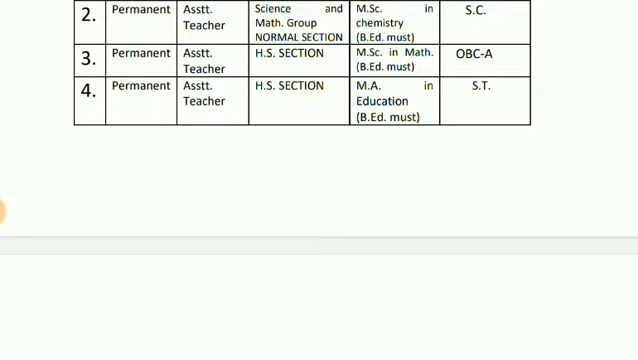 2. Permanent Asstt. Teacher Science and Math. Group NORMAL SECTION M.Sc. in chemistry (B.Ed. must) S.C.
3. Permanent Asstt. Teacher H.S. SECTION M.Sc. in Math. (B.Ed. must) OBC-A
4. Permanent Asstt. Teacher H.S. SECTION M.A. in Education (B.Ed. must) S.T.